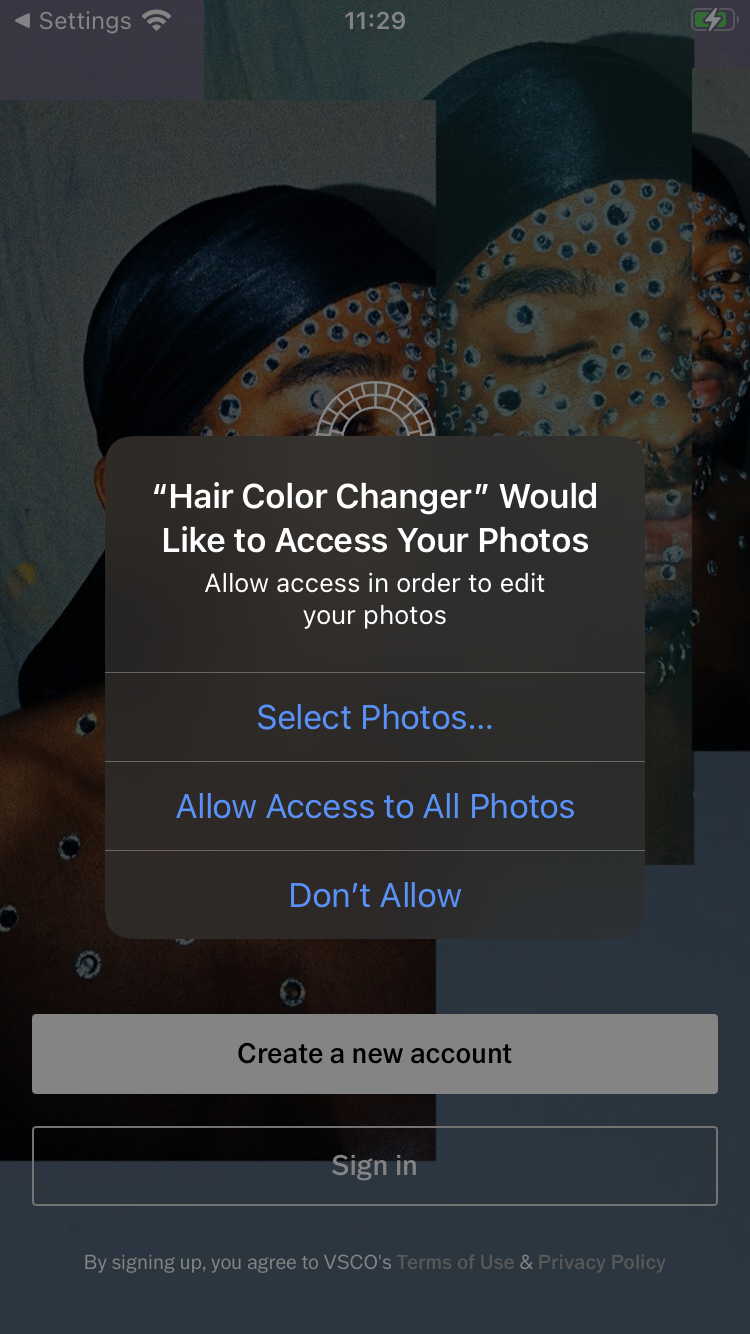 Settings
11:29
“Hair Color Changer” Would
Like to Access Your Photos
Allow access in order to edit
your photos
Select Photos...
Allow Access to All Photos
Don’t Allow
Create a new account
Sign in
By signing up, you agree to VSCO's Terms of Use & Privacy Policy